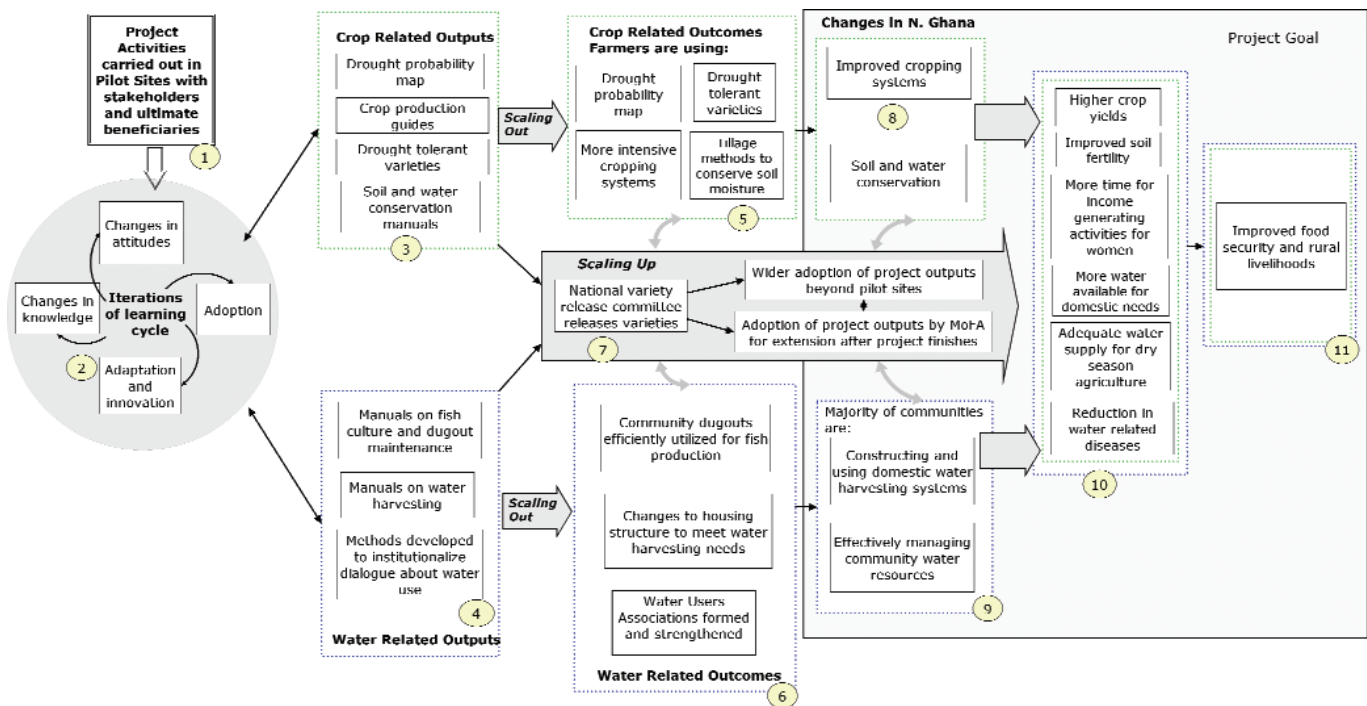 Project
Activities
carried out in
Pilot Sites with
stakeholders
and ultimate
beneficiaries
1
Changes in
attitudes
Changes in
knowledge
Iterations
of learning
cycle
Adoption
2
Adaptation
and
innovation
Crop Related Outputs
Drought probability
map
Crop production
guides
Drought tolerant
varieties
Soil and water
conservation
manuals
3
Scaling
Out
Crop Related Outcomes
Farmers are using:
Drought
probability
map
Drought
tolerant
varieties
More intensive
cropping
systems
Tillage
methods to
conserve soil
moisture
5
Changes in N. Ghana
Improved cropping
systems
8
Soil and water
conservation
Project Goal
Scaling Up
National variety
release committee
releases varieties
7
Wider adoption of project outputs
beyond pilot sites
Adoption of project outputs by MoFA
for extension after project finishes
Manuals on fish
culture and dugout
maintenance
Manuals on water
harvesting
Methods developed
to institutionalize
dialogue about water
use
4
Water Related Outputs
Scaling
Out
Community dugouts
efficiently utilized for fish
production
Changes to housing
structure to meet water
harvesting needs
Water Users
Associations formed
and strengthened
Water Related Outcomes
6
Majority of communities
are:
Constructing and
using domestic water
harvesting systems
Effectively managing
community water
resources
9
Higher crop
yields
Improved soil
fertility
More time for
income
generating
activities for
women
More water
available for
domestic needs
Adequate water
supply for dry
season
agriculture
Reduction in
water related
diseases
10
Improved food
security and rural
livelihoods
11